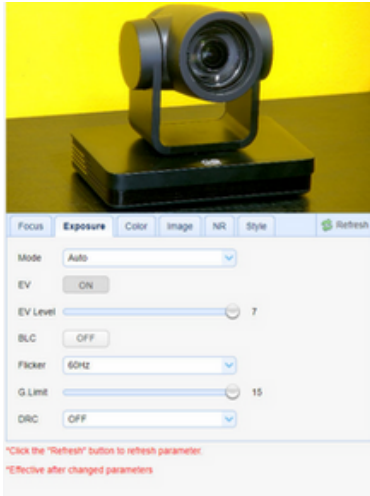 Focus Exposure Color Image NR Style Refresh
Mode Auto
EV ON
EV Level 7
BLC OFF
Flicker 60Hz
G.Limit 15
DRC OFF
*Click the "Refresh" button to refresh parameter.
*Effective after changed parameters